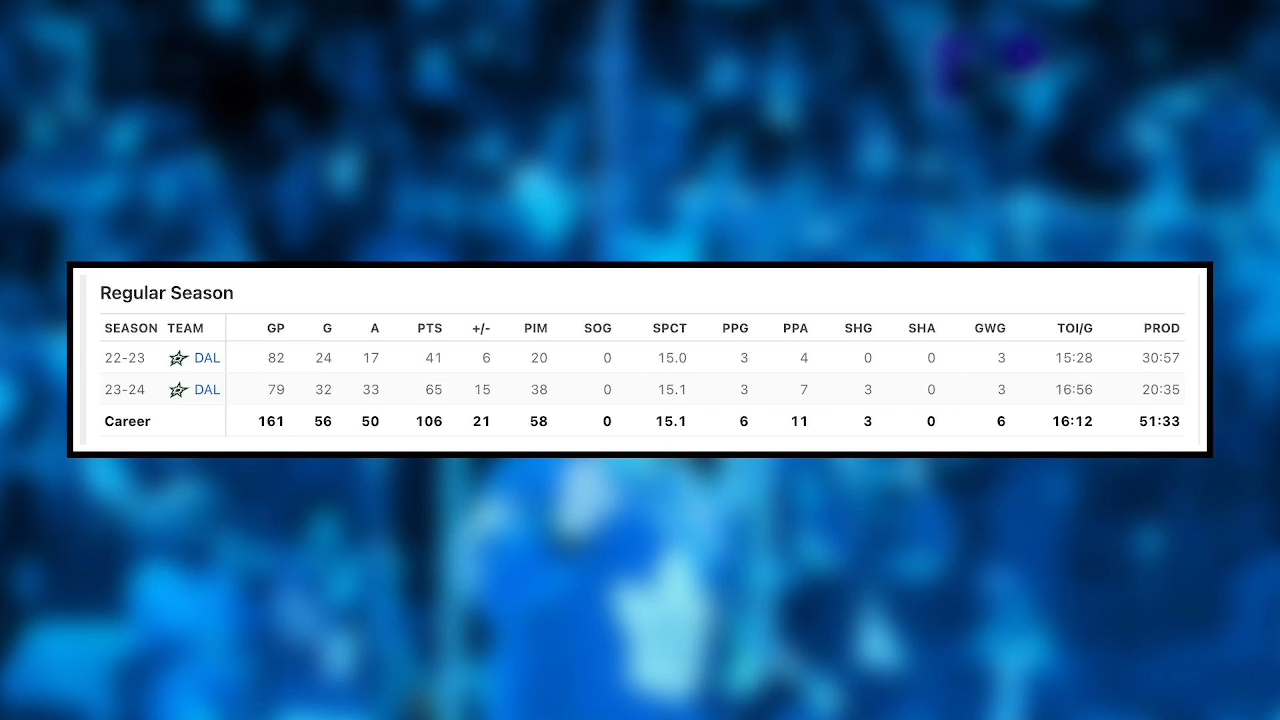 Regular Season
SEASON TEAM GP G A PTS +/- PIM SOG SPCT PPG PPA SHG SHA GWG TOI/G PROD
22-23 DAL 82 24 17 41 6 20 0 15.0 3 4 0 0 3 15:28 30:57
23-24 DAL 79 32 33 65 15 38 0 15.1 3 7 3 0 3 16:56 20:35
Career 161 56 50 106 21 58 0 15.1 6 11 3 0 6 16:12 51:33